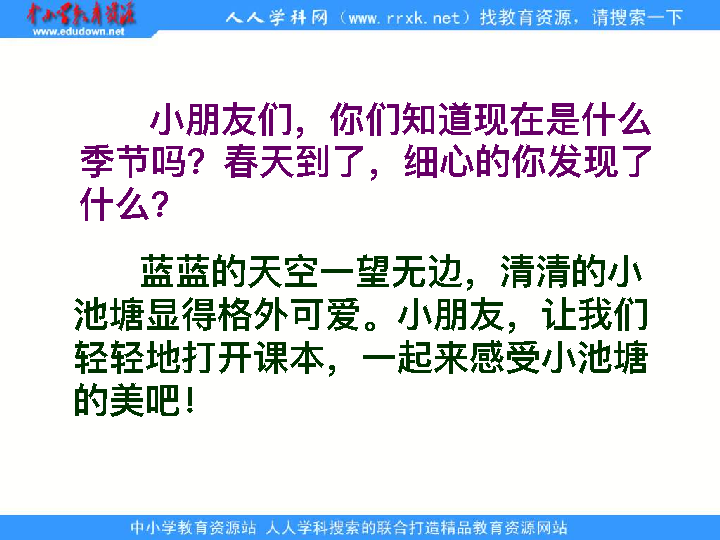 中小学教育资源
www.edudown.net
人人学科网（www.rrxk.net）找教育资源，请搜索一下
小朋友们，你们知道现在是什么
季节吗？春天到了，细心的你发现了
什么？
蓝蓝的天空一望无边，清清的小
池塘显得格外可爱。小朋友，让我们
轻轻地打开课本，一起来感受小池塘
的美吧！
中小学教育资源站 人人学科搜索的联合打造精品教育资源网站